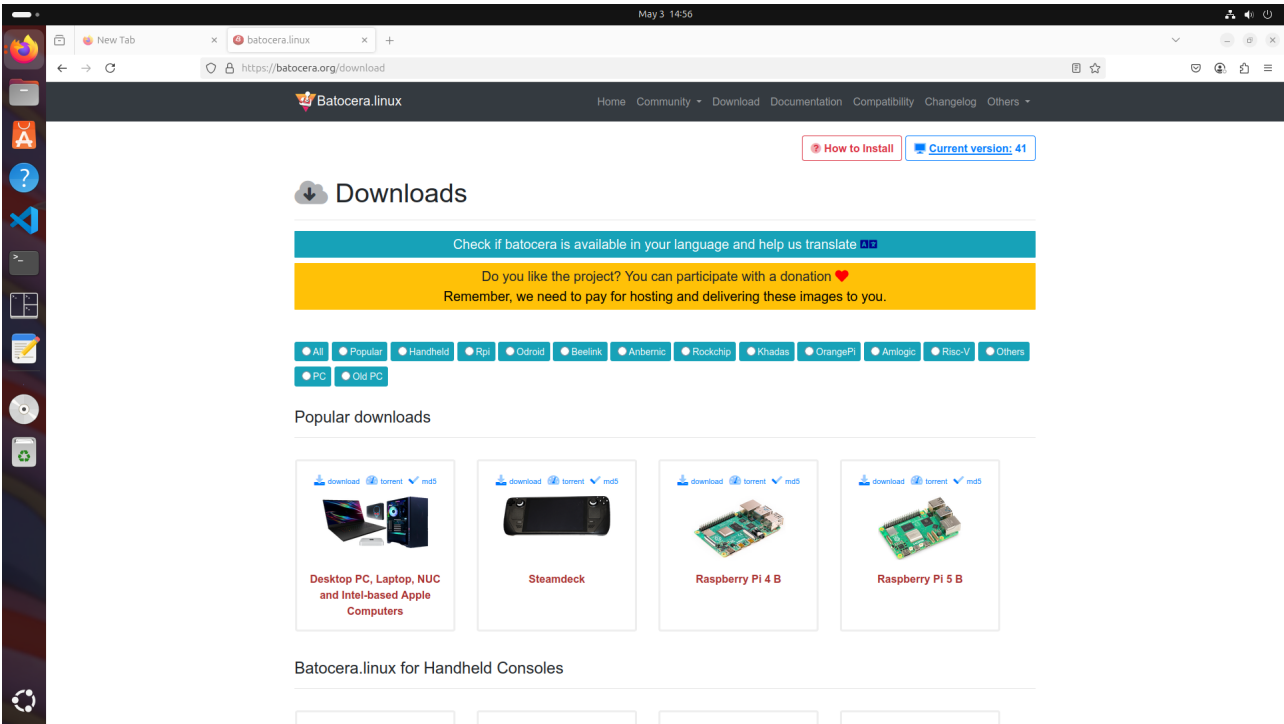 May 3 14:56
New Tab
batocera.linux
https://batocera.org/download
Batocera.linux
Home Community Download Documentation Compatibility Changelog Others
How to Install Current version: 41
Downloads
Check if batocera is available in your language and help us translate
Do you like the project? You can participate with a donation
Remember, we need to pay for hosting and delivering these images to you.
All Popular Handheld Rpi Odroid Beelink Anbernic Rockchip Khadas OrangePi Amlogic Risc-V Others
PC Old PC
Popular downloads
download torrent md5
Desktop PC, Laptop, NUC
and Intel-based Apple
Computers
download torrent md5
Steamdeck
download torrent md5
Raspberry Pi 4 B
download torrent md5
Raspberry Pi 5 B
Batocera.linux for Handheld Consoles